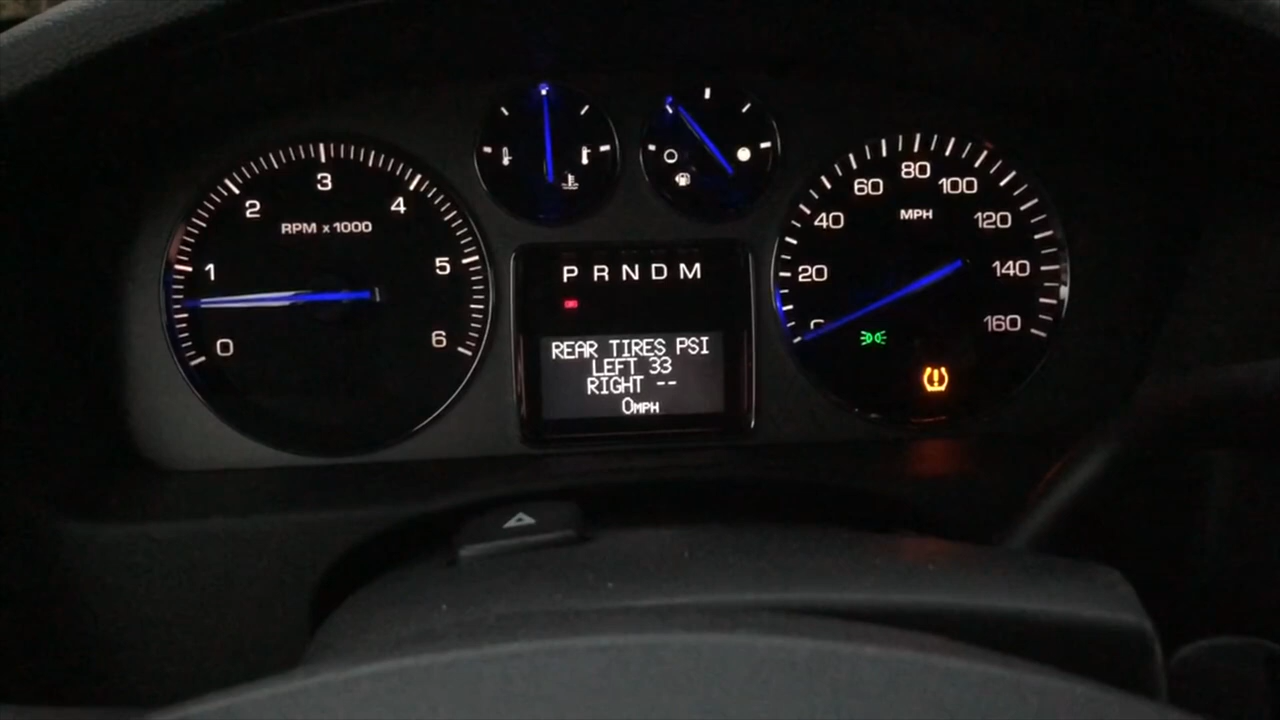 0 1 2 3 4 5 6
RPM x 1000
P R N D M
REAR TIRES PSI
LEFT 33
RIGHT --
0MPH
20 40 60 80 100 120 140 160
MPH